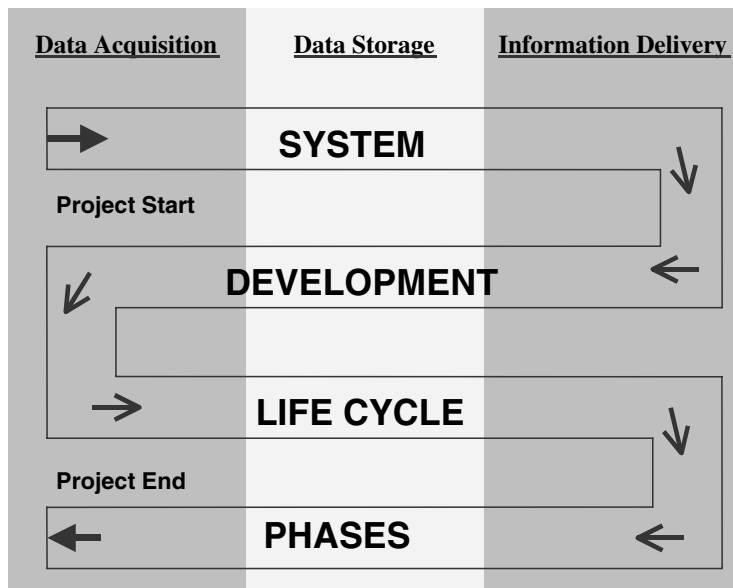 Data Acquisition Data Storage Information Delivery
SYSTEM
Project Start
DEVELOPMENT
LIFE CYCLE
Project End
PHASES